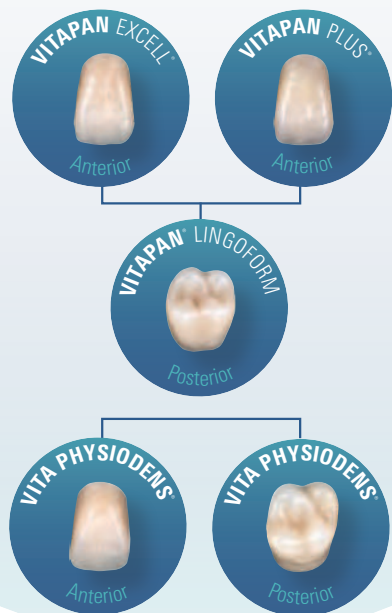 VITAPAN EXCELL®
Anterior
VITAPAN PLUS®
Anterior
VITAPAN® LINGOFORM
Posterior
VITA PHYSIODENS®
Anterior
VITA PHYSIODENS®
Posterior